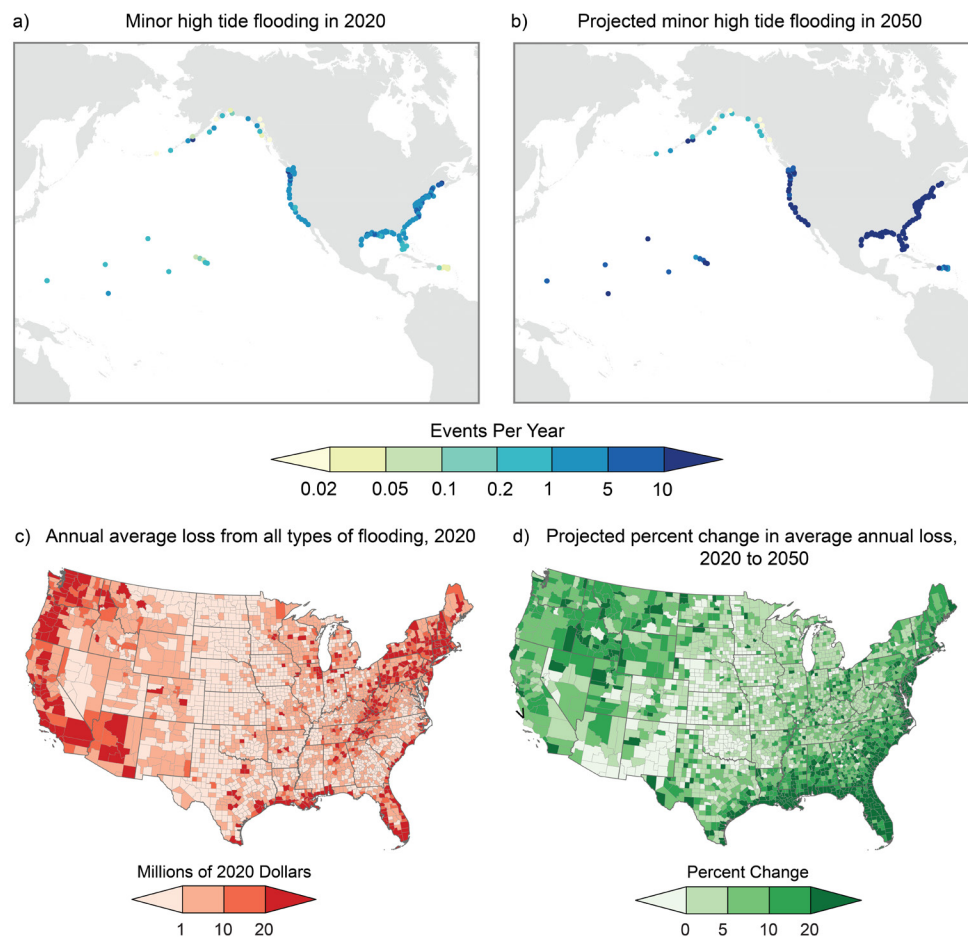 a) Minor high tide flooding in 2020
b) Projected minor high tide flooding in 2050
Events Per Year
0.02 0.05 0.1 0.2 1 5 10
c) Annual average loss from all types of flooding, 2020
d) Projected percent change in average annual loss,
2020 to 2050
Millions of 2020 Dollars
1 10 20
Percent Change
0 5 10 20